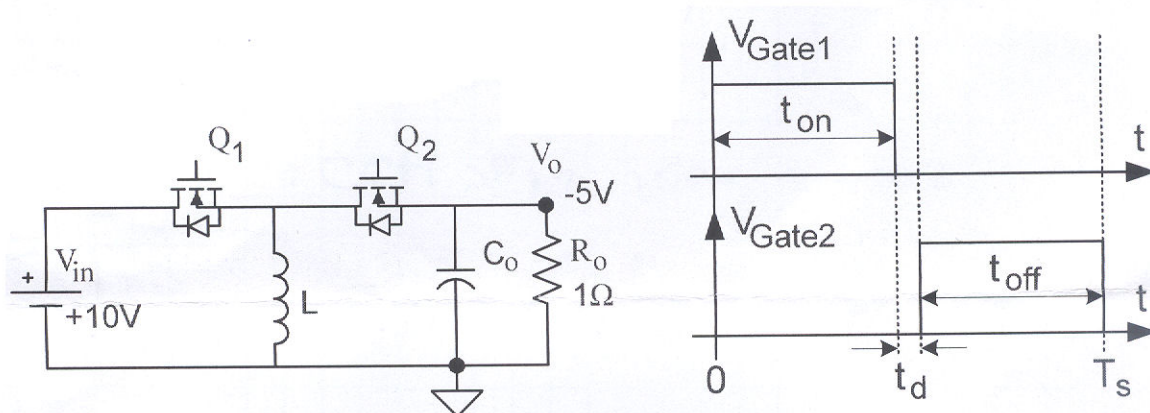 Q1
Q2
Vo
-5V
Vin
+
+10V
L
Co
Ro
1Ω
VGate1
ton
t
VGate2
toff
t
0
td
Ts